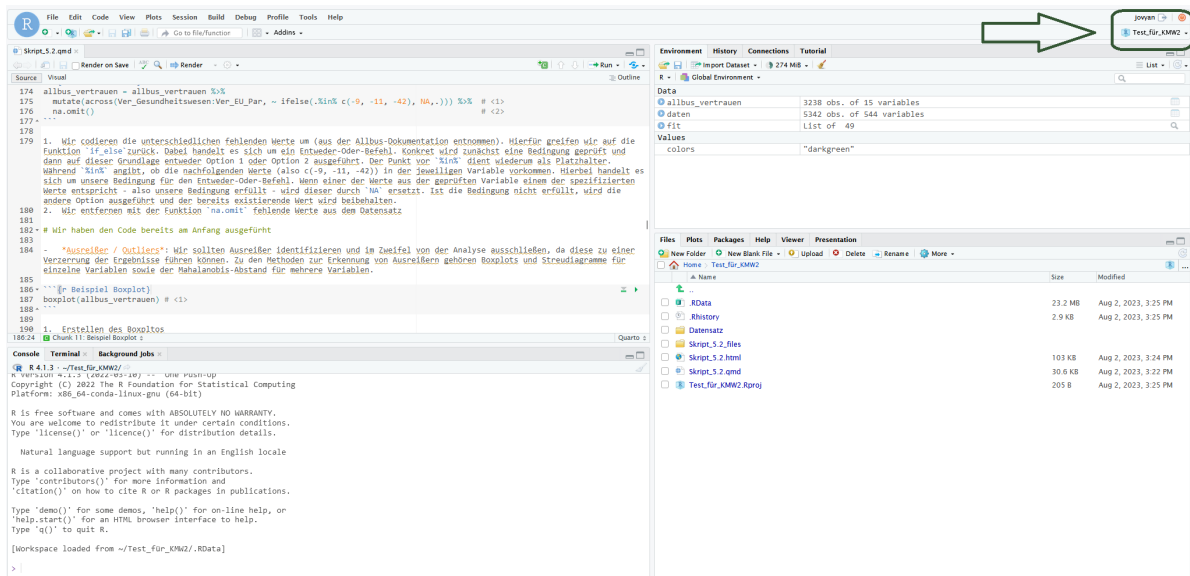 File Edit Code View Plots Session Build Debug Profile Tools Help
jovyan
Go to file/function Addins
Test_für_KMW2
Skript_5.2.qmd
Render on Save Render Run
Source Visual Outline
174 allbus_vertrauen = allbus_vertrauen %>%
175 mutate(across(Ver_Gesundheitswesen:Ver_EU_Par, ~ ifelse(.%in% c(-9, -11, -42), NA,.))) %>% # <1>
176 na.omit() # <2>
177 ```
178
179 1. Wir codieren die unterschiedlichen fehlenden Werte um (aus der Allbus-Dokumentation entnommen). Hierfür greifen wir auf die
Funktion `if_else`zurück. Dabei handelt es sich um ein Entweder-Oder-Befehl. Konkret wird zunächst eine Bedingung geprüft und
dann auf dieser Grundlage entweder Option 1 oder Option 2 ausgeführt. Der Punkt vor `%in%` dient wiederum als Platzhalter.
Während `%in%` angibt, ob die nachfolgenden Werte (also c(-9, -11, -42)) in der jeweiligen Variable vorkommen. Hierbei handelt es
sich um unsere Bedingung für den Entweder-Oder-Befehl. Wenn einer der Werte aus der geprüften Variable einem der spezifizierten
Werte entspricht - also unsere Bedingung erfüllt - wird dieser durch `NA` ersetzt. Ist die Bedingung nicht erfüllt, wird die
andere Option ausgeführt und der bereits existierende Wert wird beibehalten.
180 2. Wir entfernen mit der Funktion `na.omit` fehlende Werte aus dem Datensatz
181
182 # Wir haben den Code bereits am Anfang ausgeführt
183
184 - *Ausreißer / Outliers*: Wir sollten Ausreißer identifizieren und im Zweifel von der Analyse ausschließen, da diese zu einer
Verzerrung der Ergebnisse führen können. Zu den Methoden zur Erkennung von Ausreißern gehören Boxplots und Streudiagramme für
einzelne Variablen sowie der Mahalanobis-Abstand für mehrere Variablen.
185
186 ```{r Beispiel Boxplot}
187 boxplot(allbus_vertrauen) # <1>
188 ```
189
190 1. Erstellen des Boxpltos
186:24 Chunk 11: Beispiel Boxplot Quarto
Console Terminal Background Jobs
R 4.1.3 · ~/Test_für_KMW2/
R version 4.1.3 (2022-03-10) -- "One Push-Up"
Copyright (C) 2022 The R Foundation for Statistical Computing
Platform: x86_64-conda-linux-gnu (64-bit)
R is free software and comes with ABSOLUTELY NO WARRANTY.
You are welcome to redistribute it under certain conditions.
Type 'license()' or 'licence()' for distribution details.
Natural language support but running in an English locale
R is a collaborative project with many contributors.
Type 'contributors()' for more information and
'citation()' on how to cite R or R packages in publications.
Type 'demo()' for some demos, 'help()' for on-line help, or
'help.start()' for an HTML browser interface to help.
Type 'q()' to quit R.
[Workspace loaded from ~/Test_für_KMW2/.RData]
>
Environment History Connections Tutorial
Import Dataset 274 MiB List
R Global Environment
Data
allbus_vertrauen 3238 obs. of 15 variables
daten 5342 obs. of 544 variables
fit List of 49
Values
colors "darkgreen"
Files Plots Packages Help Viewer Presentation
New Folder New Blank File Upload Delete Rename More
Home Test_für_KMW2
Name Size Modified
..
.RData 23.2 MB Aug 2, 2023, 3:25 PM
.Rhistory 2.9 KB Aug 2, 2023, 3:25 PM
Datensatz
Skript_5.2_files
Skript_5.2.html 103 KB Aug 2, 2023, 3:24 PM
Skript_5.2.qmd 30.6 KB Aug 2, 2023, 3:22 PM
Test_für_KMW2.Rproj 205 B Aug 2, 2023, 3:25 PM